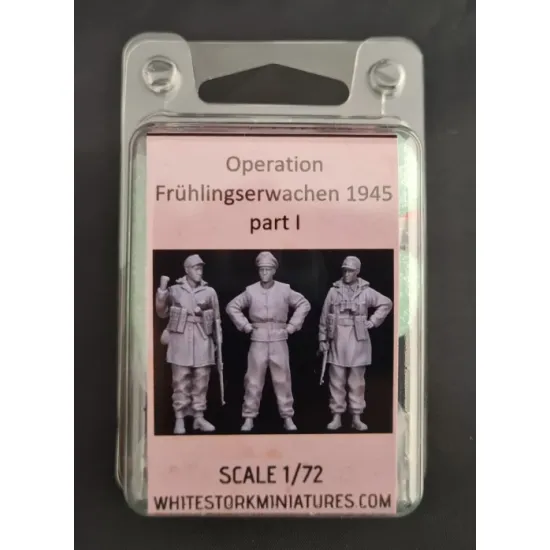 Operation
Frühlingserwachen 1945
part I
SCALE 1/72
WHITESTORKMINIATURES.COM